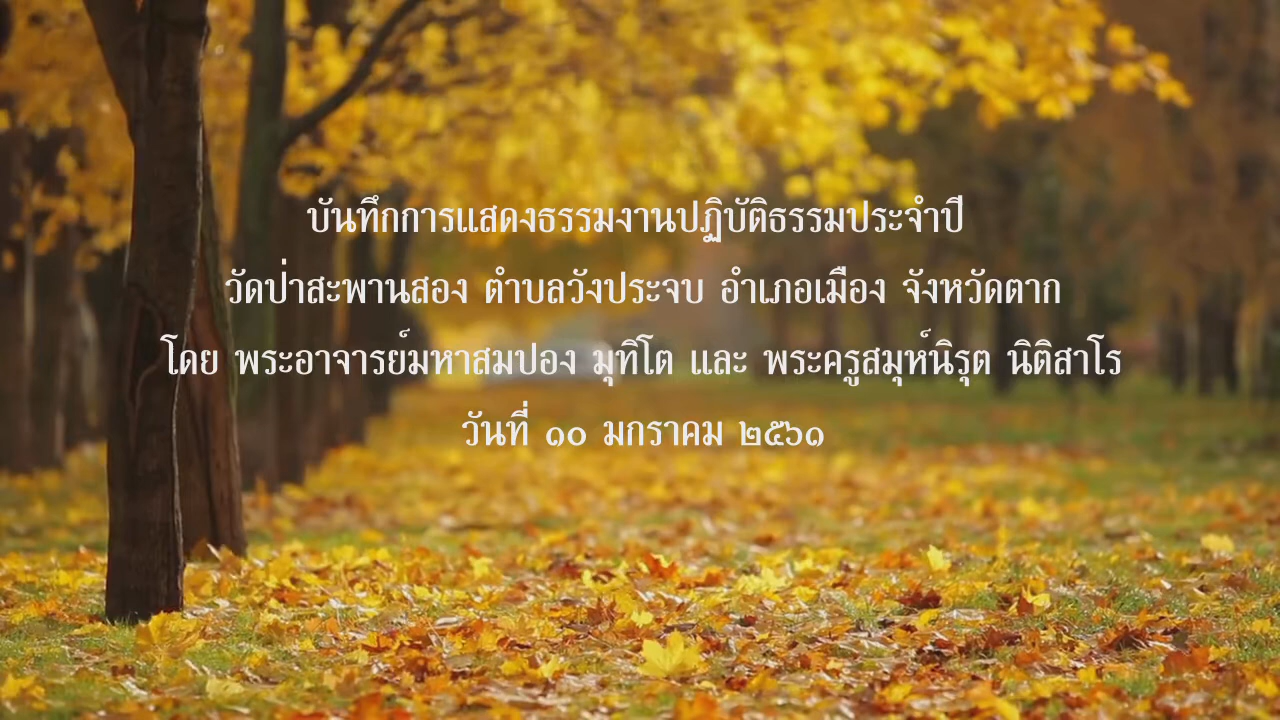 บันทึกการแสดงธรรมงานปฏิบัติธรรมประจำปี
วัดป่าสะพานสอง ตำบลวังประจบ อำเภอเมือง จังหวัดตาก
โดย พระอาจารย์มหาสมปอง มุทิโต และ พระครูสมุห์นิรุต นิติสาโร
วันที่ ๑๐ มกราคม ๒๕๖๑